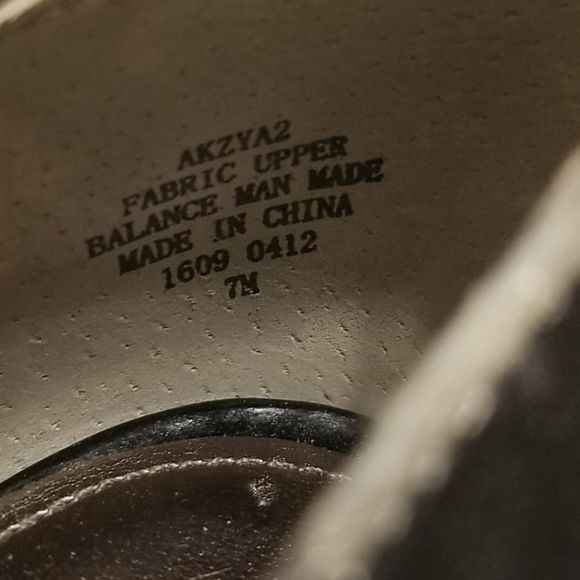 AKZYA2
FABRIC UPPER
BALANCE MAN MADE
MADE IN CHINA
1609 0412
7M